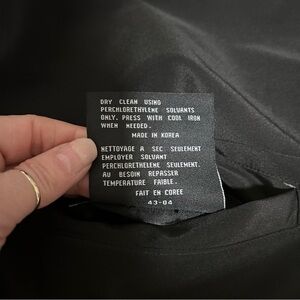 DRY CLEAN USING
PERCHLORETHYLENE SOLVANTS
ONLY. PRESS WITH COOL IRON
WHEN NEEDED.
MADE IN KOREA
NETTOYAGE A SEC SEULEMENT
EMPLOYER SOLVANT
PERCHLORETHELENE SEULEMENT.
AU BESOIN REPASSER
TEMPERATURE FAIBLE.
FAIT EN COREE
43-04